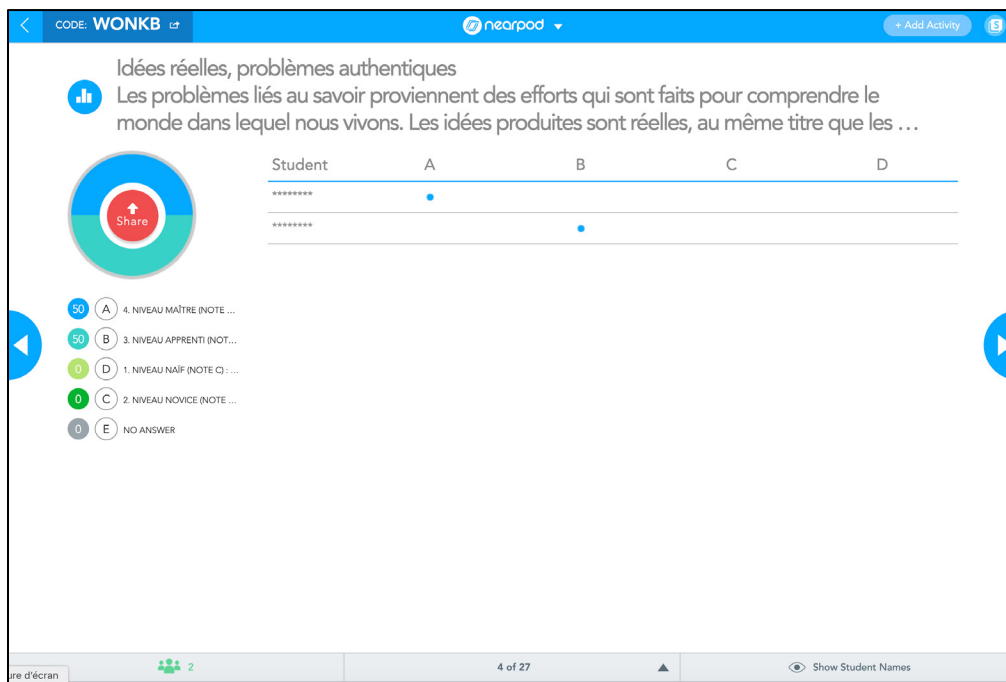 CODE: WONKB
nearpod
+ Add Activity
S
Idées réelles, problèmes authentiques
Les problèmes liés au savoir proviennent des efforts qui sont faits pour comprendre le
monde dans lequel nous vivons. Les idées produites sont réelles, au même titre que les …
Share
Student A B C D
********
********
50 A 4. NIVEAU MAÎTRE (NOTE …
50 B 3. NIVEAU APPRENTI (NOT…
0 D 1. NIVEAU NAÏF (NOTE C) : …
0 C 2. NIVEAU NOVICE (NOTE …
0 E NO ANSWER
ure d'écran
2
4 of 27
Show Student Names